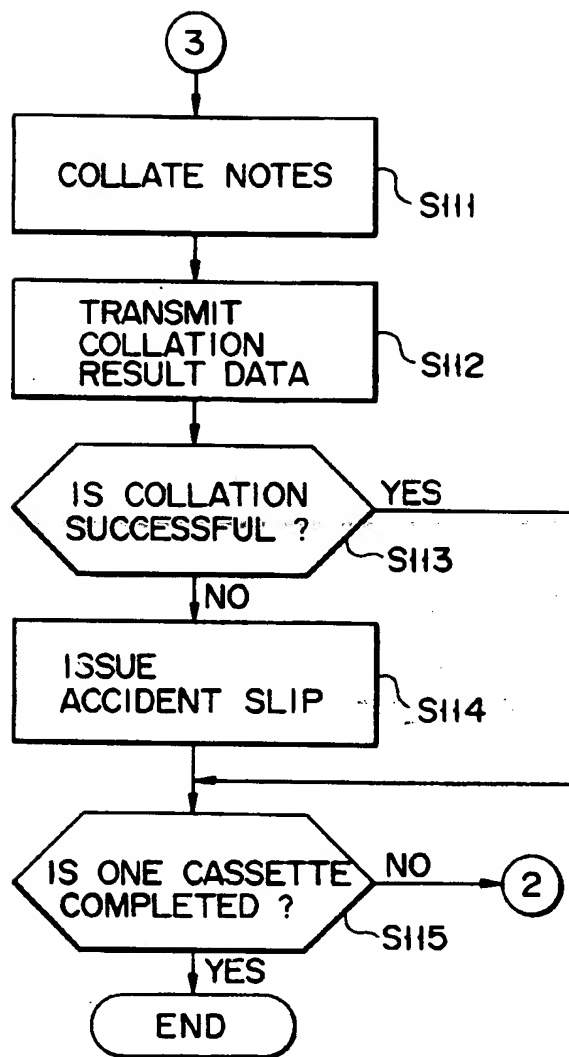 3
COLLATE NOTES
S111
TRANSMIT
COLLATION
RESULT DATA
S112
IS COLLATION
SUCCESSFUL ?
YES
S113
NO
ISSUE
ACCIDENT SLIP
S114
IS ONE CASSETTE
COMPLETED ?
NO
2
S115
YES
END